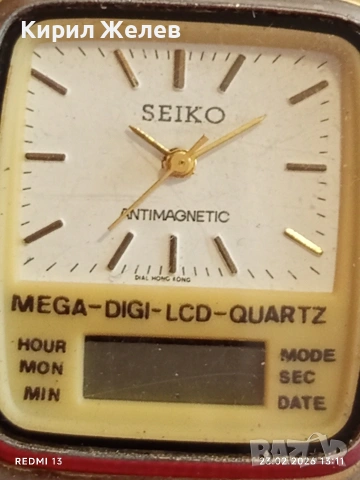 Кирил Желев
SEIKO
ANTIMAGNETIC
DIAL HONG KONG
MEGA-DIGI-LCD-QUARTZ
HOUR MODE
MON SEC
MIN DATE
REDMI 13
23/02/2026 13:11